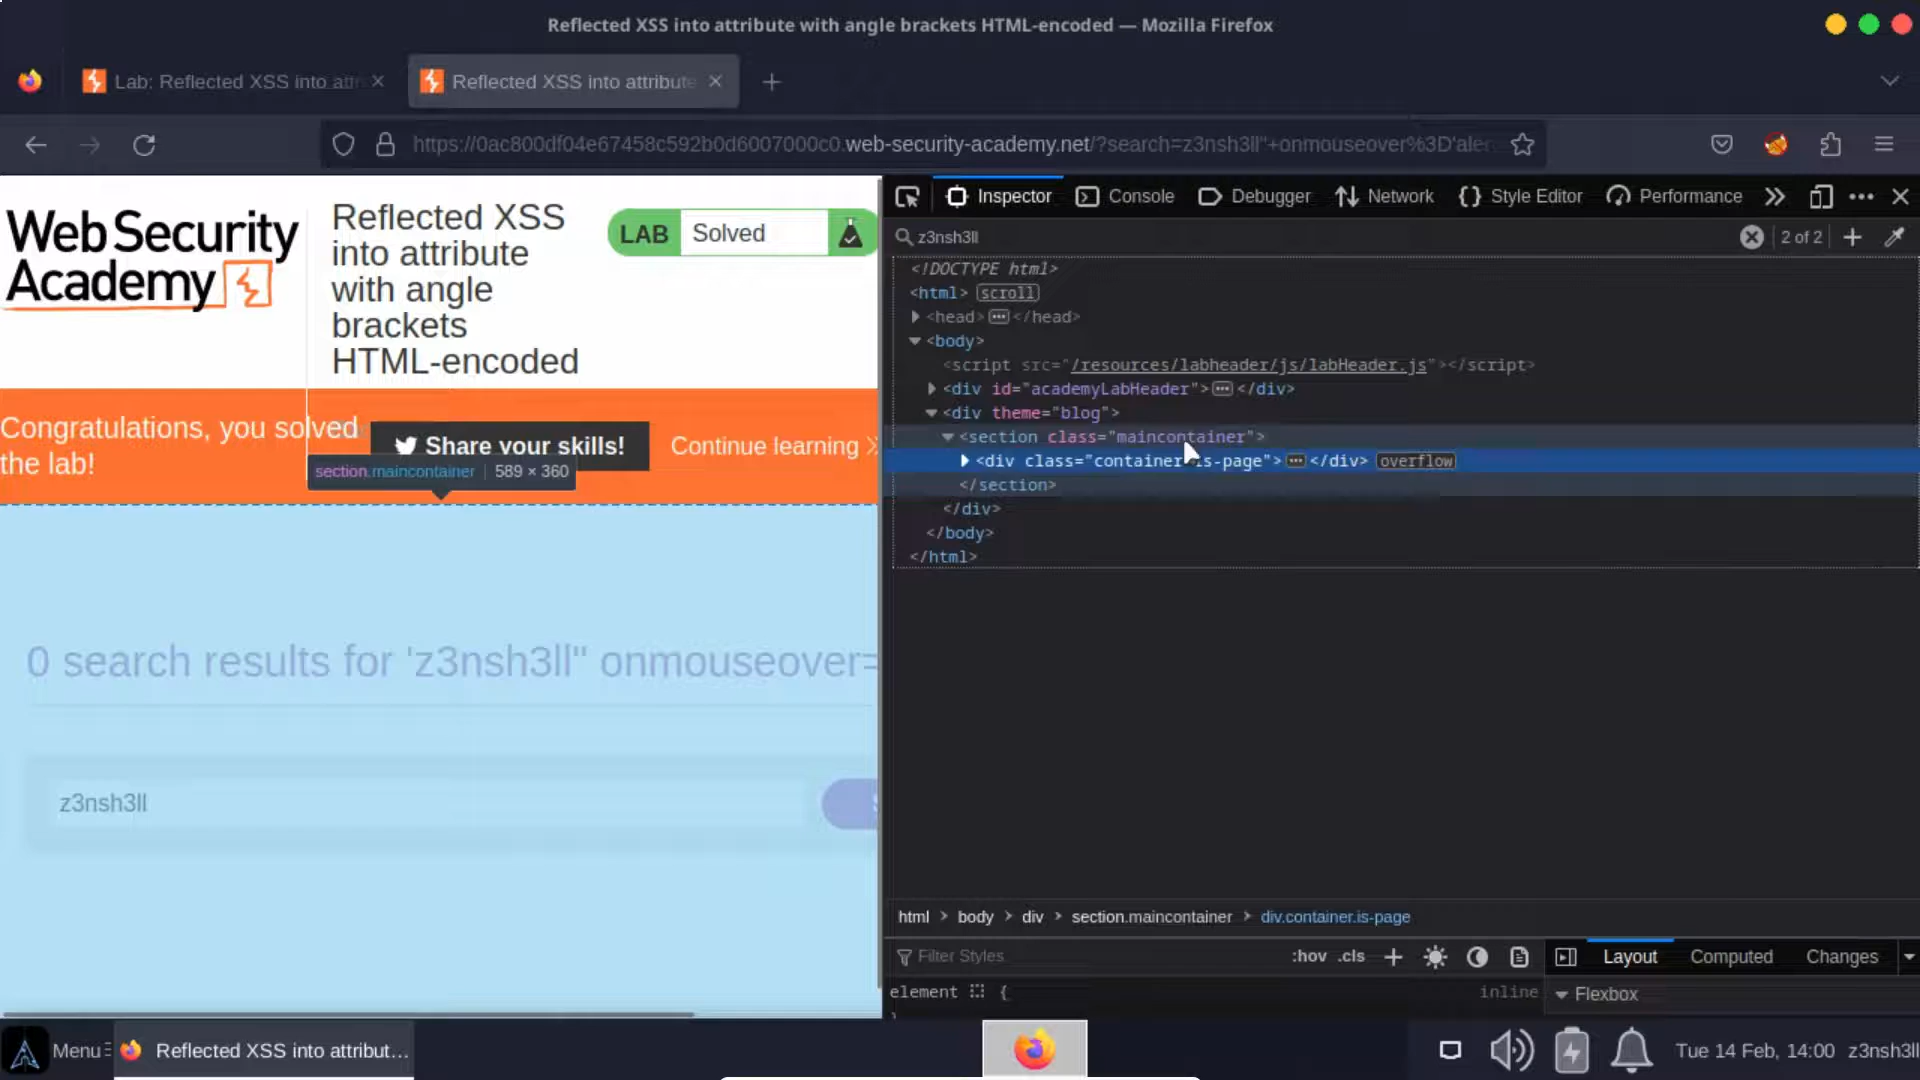 Reflected XSS into attribute with angle brackets HTML-encoded — Mozilla Firefox
Lab: Reflected XSS into attr
Reflected XSS into attribute
https://0ac800df04e67458c592b0d6007000c0.web-security-academy.net/?search=z3nsh3ll"+onmouseover%3D'aler
Web Security
Academy
Reflected XSS
into attribute
with angle
brackets
HTML-encoded
LAB Solved
Congratulations, you solved
the lab!
Share your skills!
Continue learning
section.maincontainer | 589 × 360
0 search results for 'z3nsh3ll" onmouseover=
z3nsh3ll
Inspector
Console
Debugger
Network
Style Editor
Performance
z3nsh3ll
2 of 2
<!DOCTYPE html>
<html> scroll
<head> ••• </head>
<body>
<script src="/resources/labheader/js/labHeader.js"></script>
<div id="academyLabHeader"> ••• </div>
<div theme="blog">
<section class="maincontainer">
<div class="container is-page"> ••• </div> overflow
</section>
</div>
</body>
</html>
html > body > div > section.maincontainer > div.container.is-page
Filter Styles
:hov .cls
Layout
Computed
Changes
element {
inline
Flexbox
Menu
Reflected XSS into attribut...
Tue 14 Feb, 14:00 z3nsh3ll